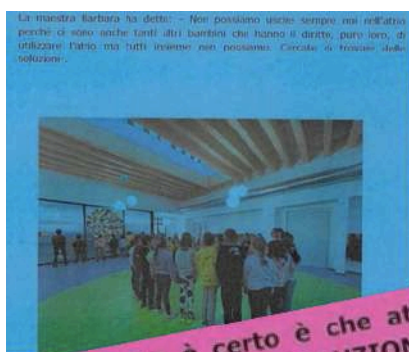 La maestra Barbara ha detto: – Non possiamo uscire sempre noi nell'atrio
perché ci sono anche tanti altri bambini che hanno il diritto, pure loro, di
utilizzare l'atrio ma tutti insieme non possiamo. Cercate di trovare delle
soluzioni.
è certo è che at
UZION